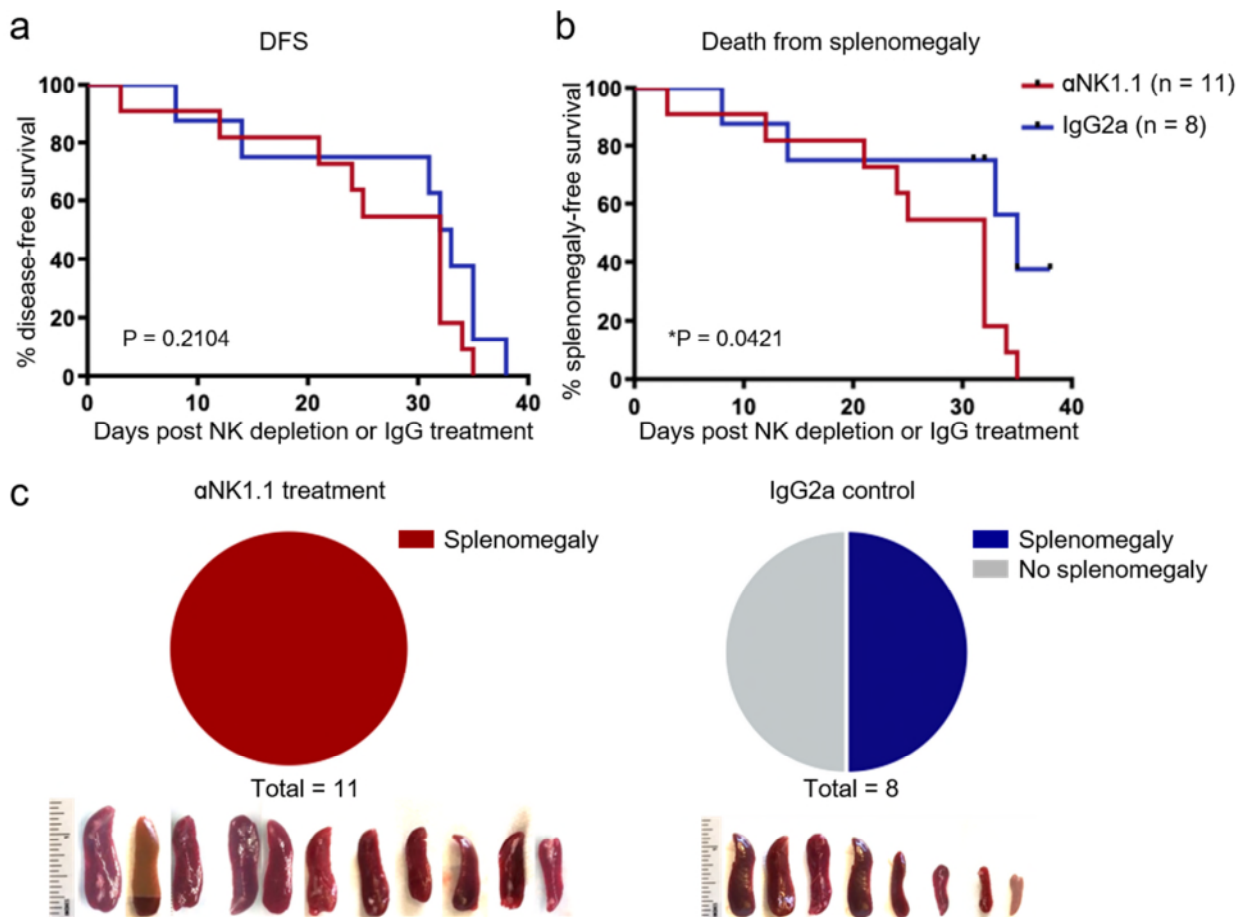 a
DFS
% disease-free survival
100
80
60
40
20
0
P = 0.2104
0 10 20 30 40
Days post NK depletion or IgG treatment
b
Death from splenomegaly
% splenomegaly-free survival
100
80
60
40
20
0
*P = 0.0421
0 10 20 30 40
Days post NK depletion or IgG treatment
αNK1.1 (n = 11)
IgG2a (n = 8)
c
αNK1.1 treatment
Splenomegaly
Total = 11
IgG2a control
Splenomegaly
No splenomegaly
Total = 8